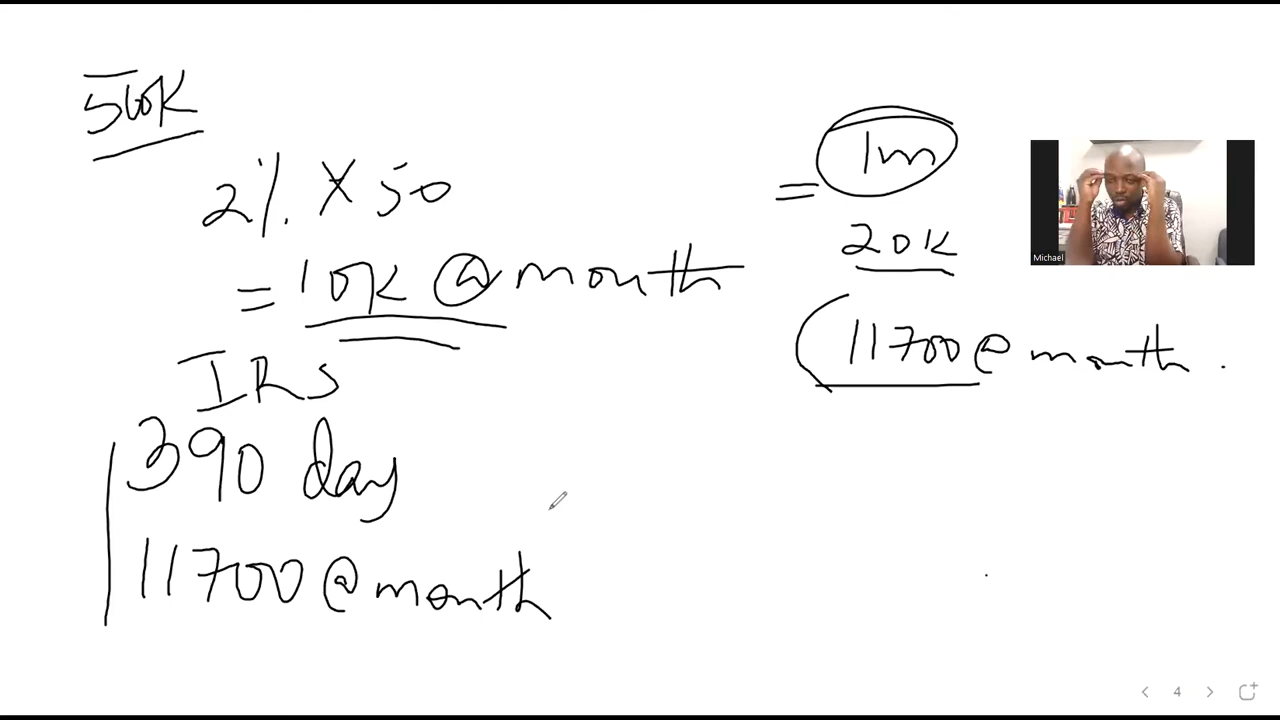 500K
2% X 50
= 10K @ month
IRS
390 day
11700 @ month
= 1m
20K
11700 @ month.
Michael
4